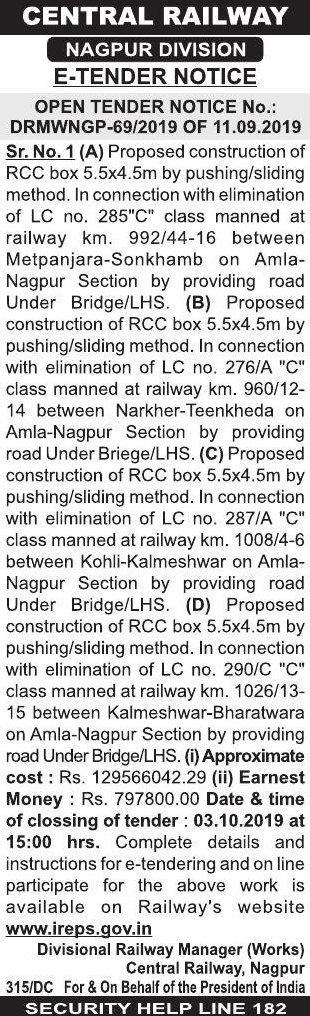 CENTRAL RAILWAY
NAGPUR DIVISION
E-TENDER NOTICE
OPEN TENDER NOTICE No.:
DRMWNGP-69/2019 OF 11.09.2019
Sr. No. 1 (A) Proposed construction of
RCC box 5.5x4.5m by pushing/sliding
method. In connection with elimination
of LC no. 285"C" class manned at
railway km. 992/44-16 between
Metpanjara-Sonkhamb on Amla-
Nagpur Section by providing road
Under Bridge/LHS. (B) Proposed
construction of RCC box 5.5x4.5m by
pushing/sliding method. In connection
with elimination of LC no. 276/A "C"
class manned at railway km. 960/12-
14 between Narkher-Teenkheda on
Amla-Nagpur Section by providing
road Under Briege/LHS. (C) Proposed
construction of RCC box 5.5x4.5m by
pushing/sliding method. In connection
with elimination of LC no. 287/A "C"
class manned at railway km. 1008/4-6
between Kohli-Kalmeshwar on Amla-
Nagpur Section by providing road
Under Bridge/LHS. (D) Proposed
construction of RCC box 5.5x4.5m by
pushing/sliding method. In connection
with elimination of LC no. 290/C "C"
class manned at railway km. 1026/13-
15 between Kalmeshwar-Bharatwara
on Amla-Nagpur Section by providing
road Under Bridge/LHS. (i) Approximate
cost : Rs. 129566042.29 (ii) Earnest
Money : Rs. 797800.00 Date & time
of clossing of tender : 03.10.2019 at
15:00 hrs. Complete details and
instructions for e-tendering and on line
participate for the above work is
available on Railway's website
www.ireps.gov.in
Divisional Railway Manager (Works)
Central Railway, Nagpur
315/DC For & On Behalf of the President of India
SECURITY HELP LINE 182